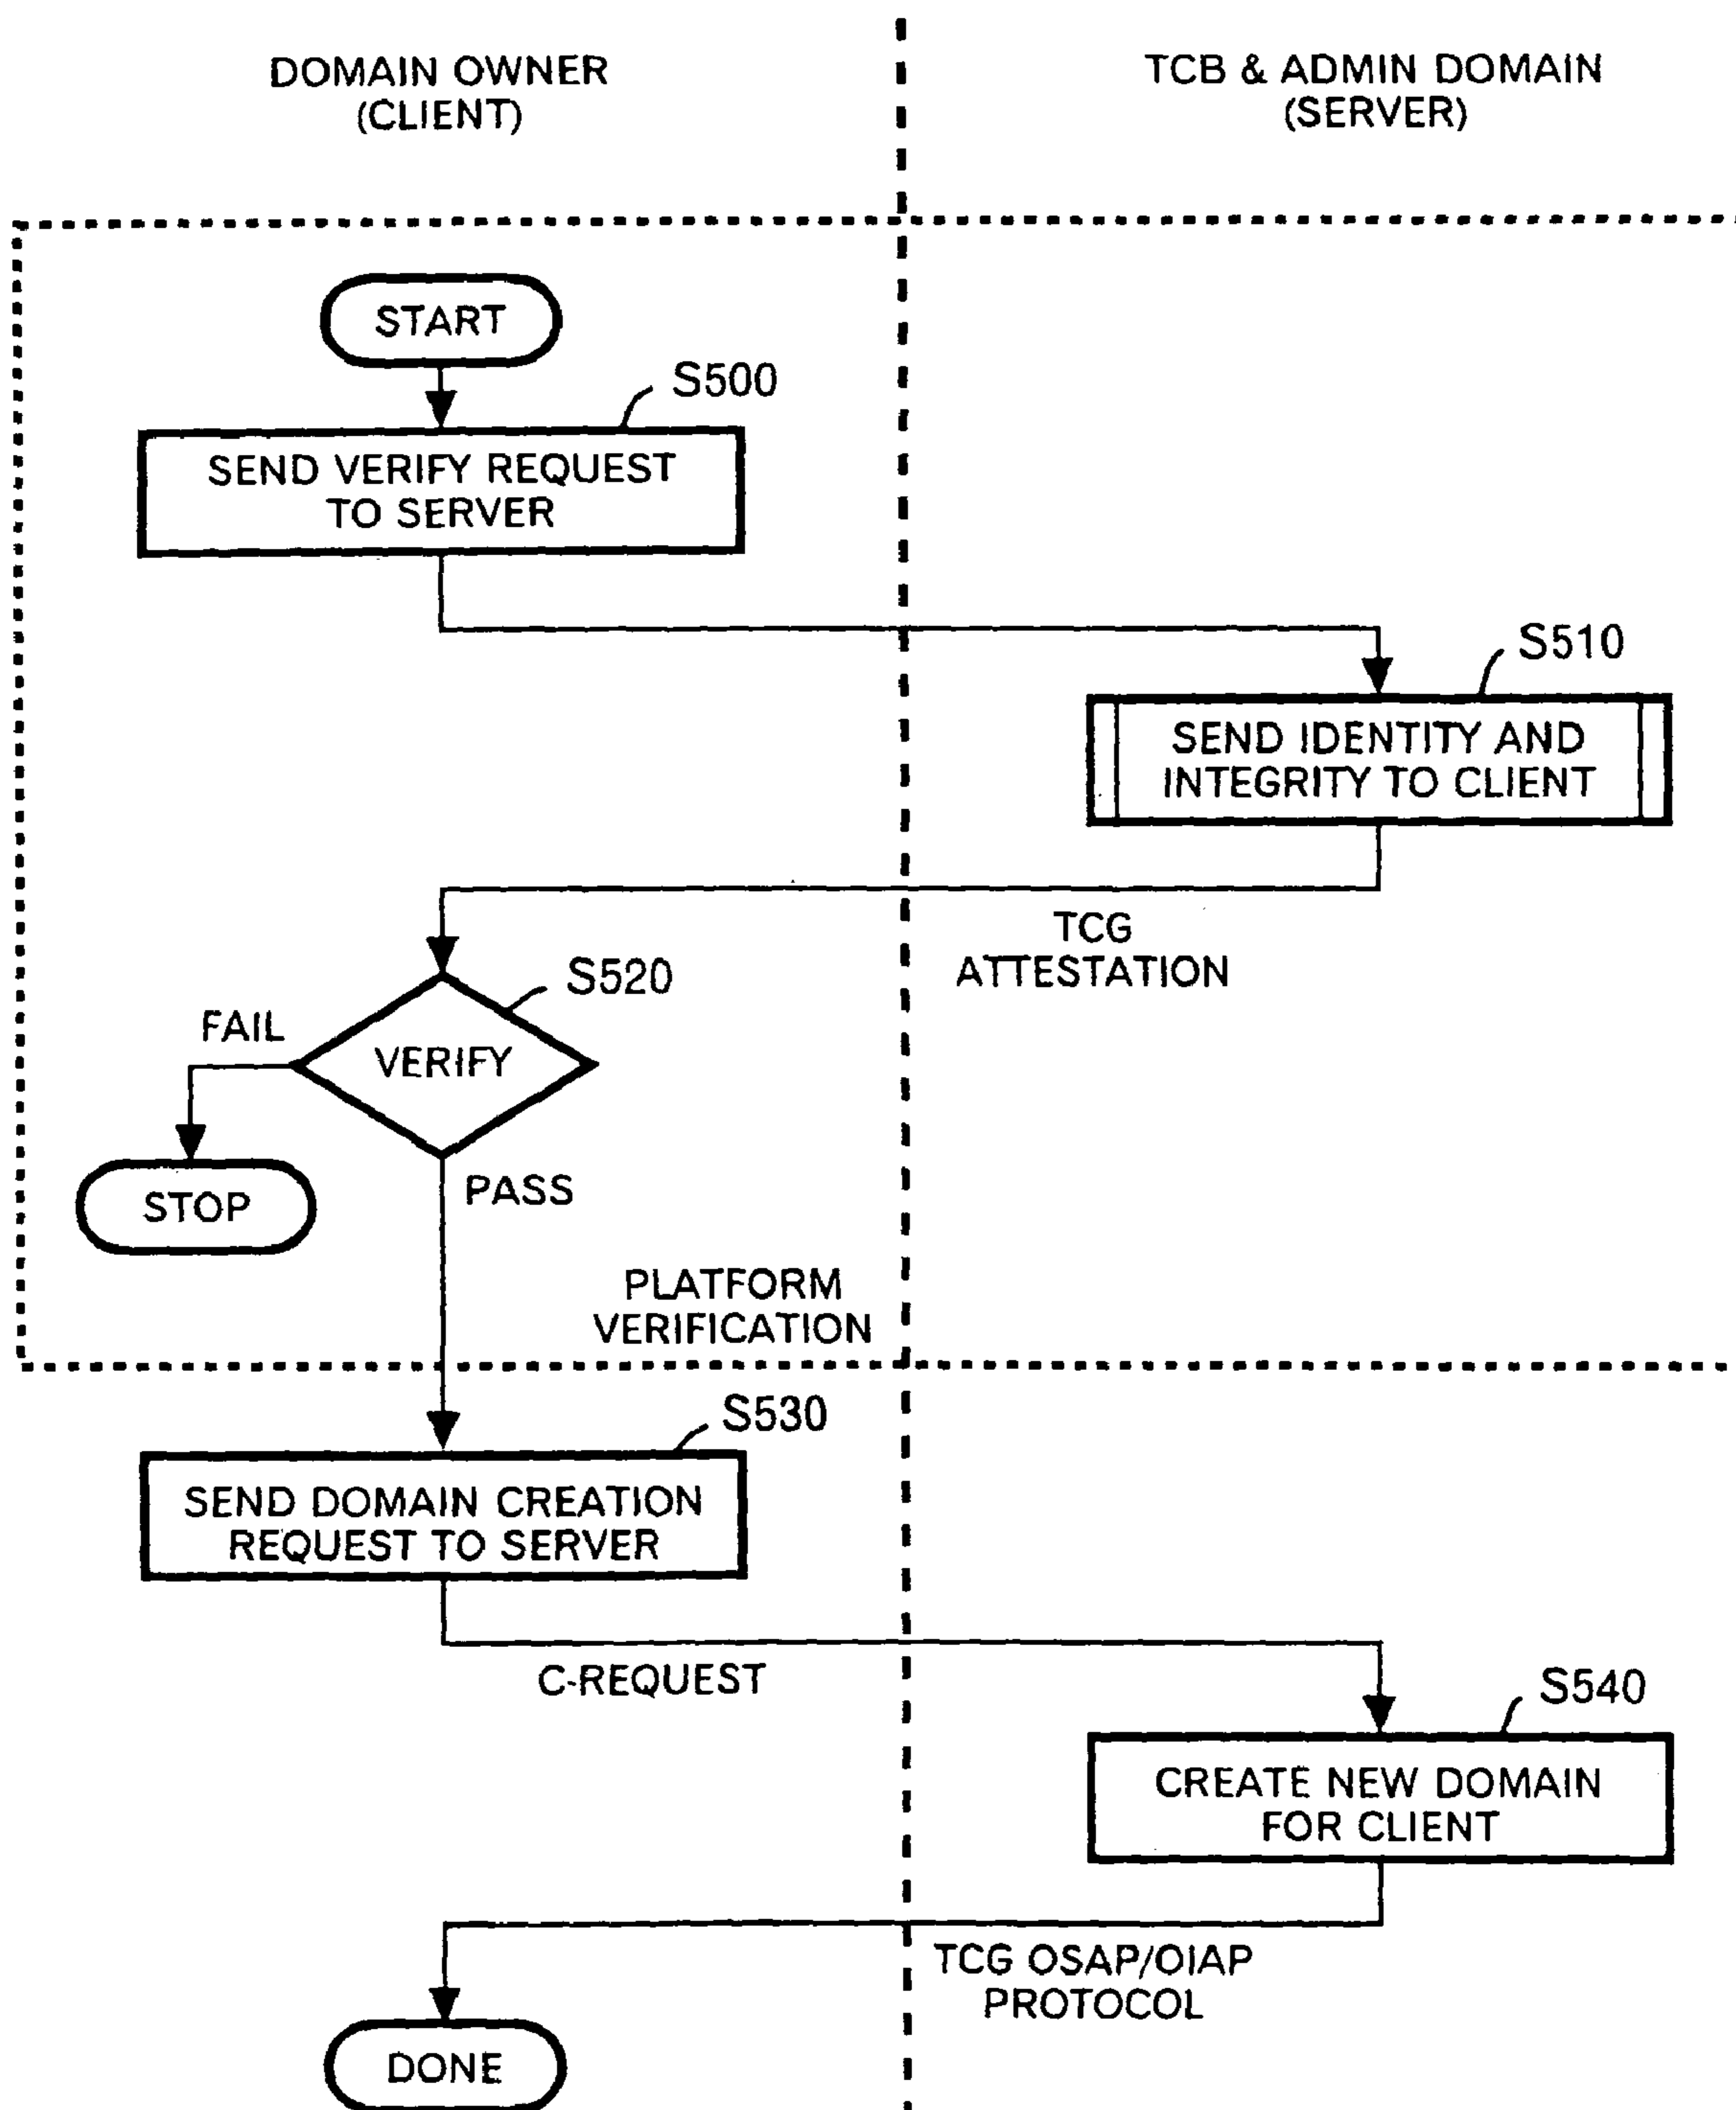 DOMAIN OWNER
(CLIENT)
TCB & ADMIN DOMAIN
(SERVER)
START
S500
SEND VERIFY REQUEST
TO SERVER
S510
SEND IDENTITY AND
INTEGRITY TO CLIENT
TCG
ATTESTATION
S520
FAIL
VERIFY
STOP
PASS
PLATFORM
VERIFICATION
S530
SEND DOMAIN CREATION
REQUEST TO SERVER
C-REQUEST
S540
CREATE NEW DOMAIN
FOR CLIENT
TCG OSAP/OIAP
PROTOCOL
DONE